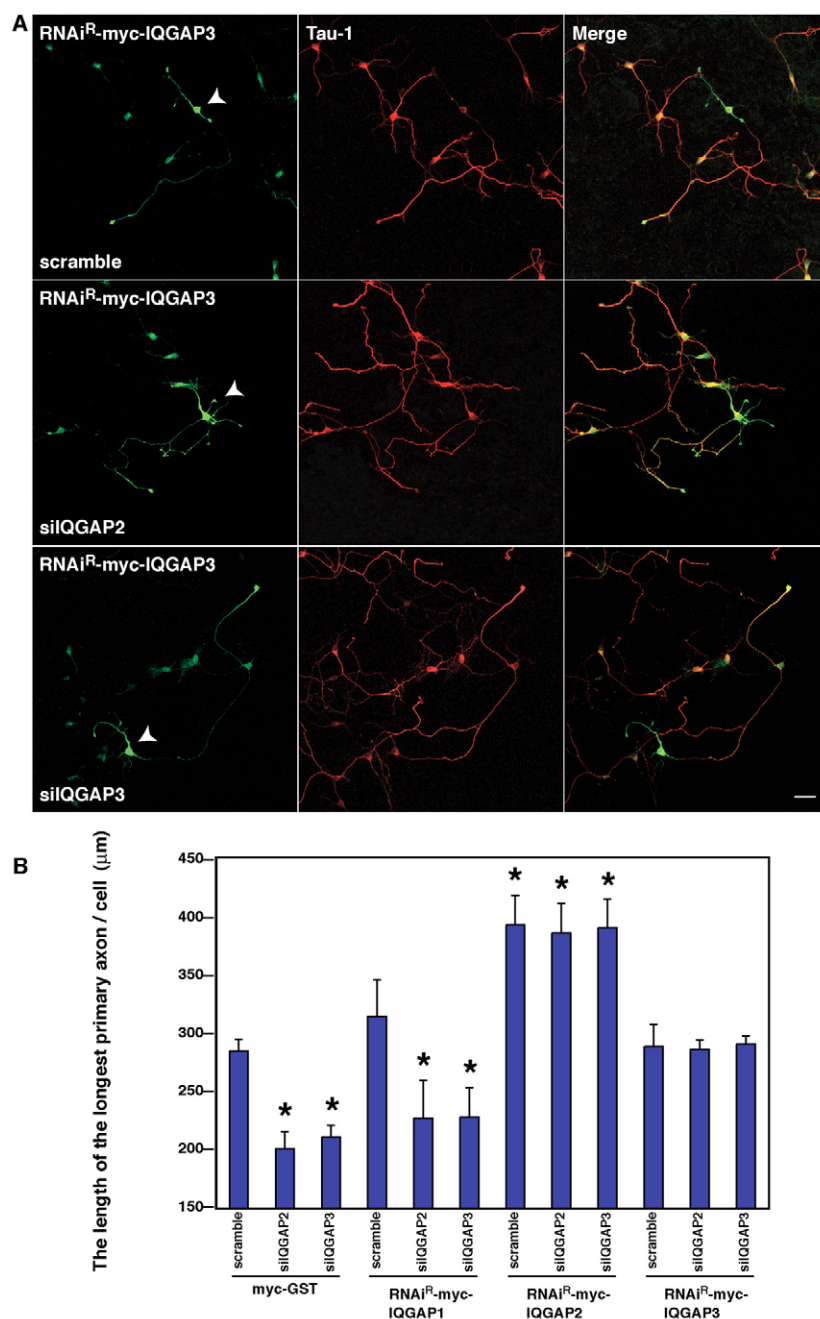 A
RNAiR-myc-IQGAP3 Tau-1 Merge
scramble
RNAiR-myc-IQGAP3
siIQGAP2
RNAiR-myc-IQGAP3
siIQGAP3
B
The length of the longest primary axon / cell (μm)
450
400
350
300
250
200
150
* * * * * * *
scramble siIQGAP2 siIQGAP3 scramble siIQGAP2 siIQGAP3 scramble siIQGAP2 siIQGAP3 scramble siIQGAP2 siIQGAP3
myc-GST RNAiR-myc- RNAiR-myc- RNAiR-myc-
IQGAP1 IQGAP2 IQGAP3